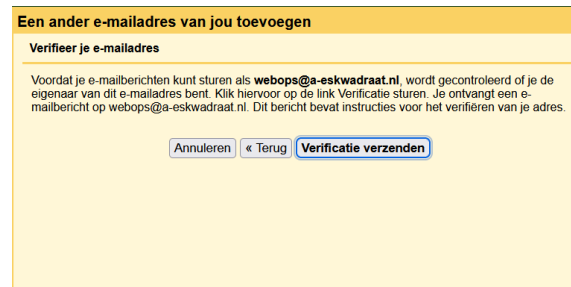 Een ander e-mailadres van jou toevoegen
Verifieer je e-mailadres
Voordat je e-mailberichten kunt sturen als webops@a-eskwadraat.nl, wordt gecontroleerd of je de
eigenaar van dit e-mailadres bent. Klik hiervoor op de link Verificatie sturen. Je ontvangt een e-
mailbericht op webops@a-eskwadraat.nl. Dit bericht bevat instructies voor het verifiëren van je adres.
Annuleren « Terug Verificatie verzenden